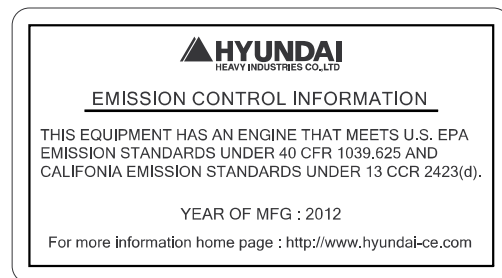 HYUNDAI
HEAVY INDUSTRIES CO.,LTD
EMISSION CONTROL INFORMATION
THIS EQUIPMENT HAS AN ENGINE THAT MEETS U.S. EPA
EMISSION STANDARDS UNDER 40 CFR 1039.625 AND
CALIFONIA EMISSION STANDARDS UNDER 13 CCR 2423(d).
YEAR OF MFG : 2012
For more information home page : http://www.hyundai-ce.com